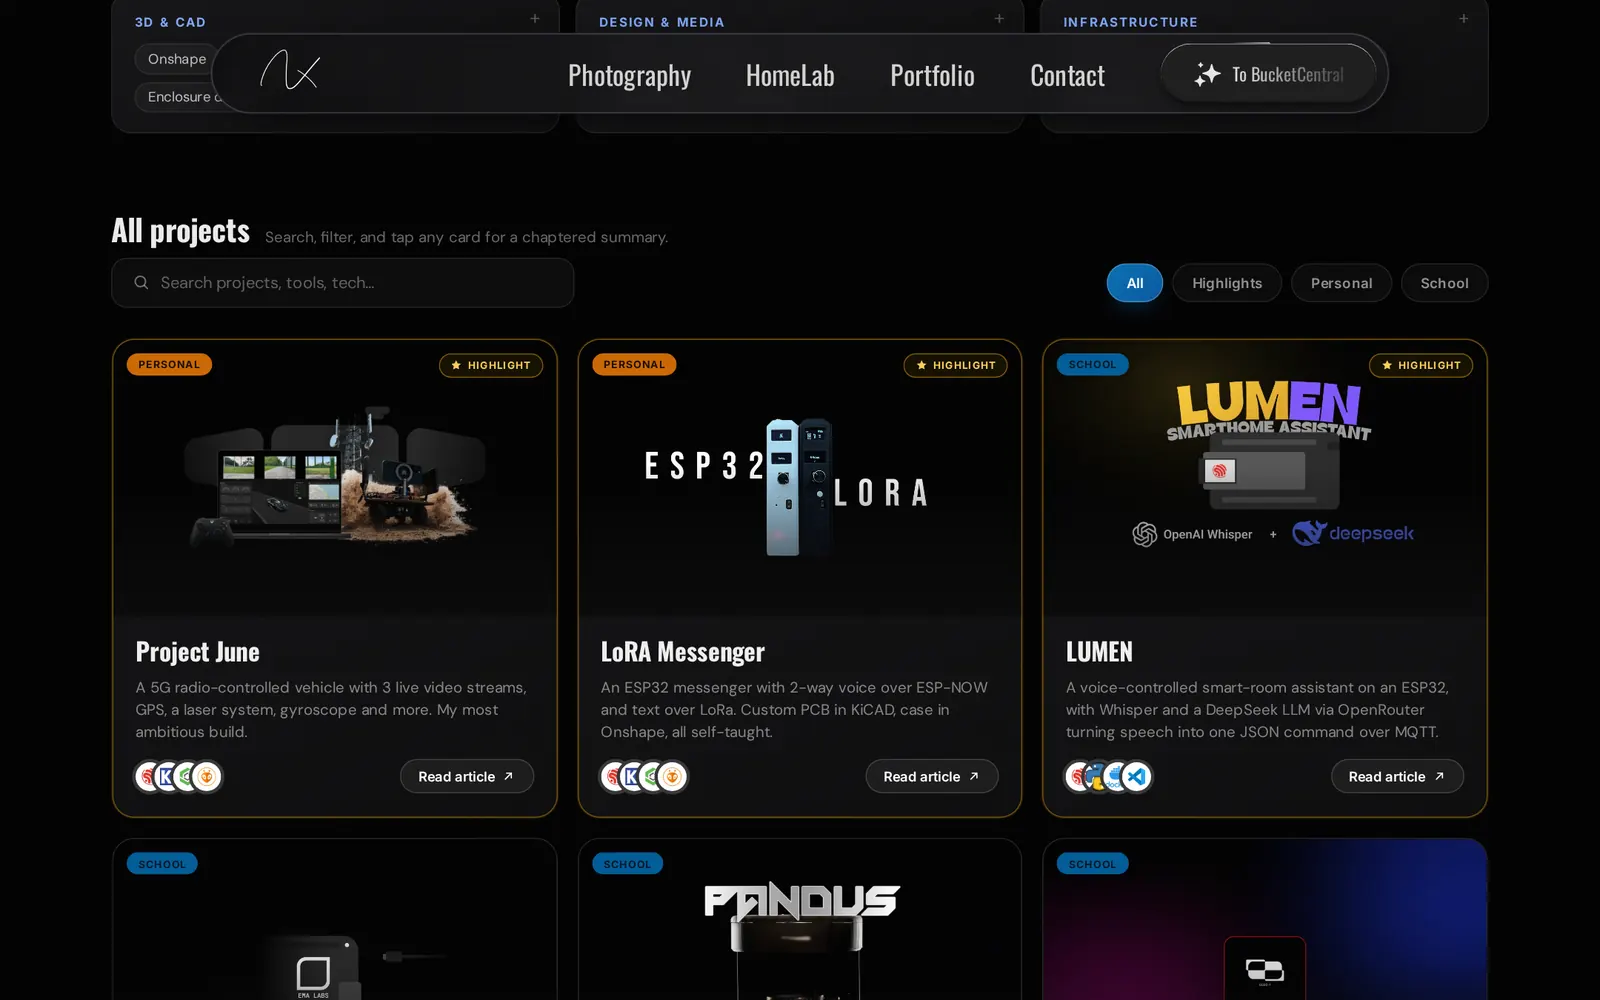 3D & CAD
DESIGN & MEDIA
INFRASTRUCTURE
Onshape
Enclosure
Photography
HomeLab
Portfolio
Contact
To BucketCentral
All projects
Search, filter, and tap any card for a chaptered summary.
Search projects, tools, tech...
All
Highlights
Personal
School
PERSONAL
HIGHLIGHT
Project June
A 5G radio-controlled vehicle with 3 live video streams,
GPS, a laser system, gyroscope and more. My most
ambitious build.
Read article
PERSONAL
HIGHLIGHT
ESP32
LORA
LoRA Messenger
An ESP32 messenger with 2-way voice over ESP-NOW
and text over LoRa. Custom PCB in KiCAD, case in
Onshape, all self-taught.
Read article
SCHOOL
HIGHLIGHT
LUMEN
SMARTHOME ASSISTANT
OpenAI Whisper + deepseek
LUMEN
A voice-controlled smart-room assistant on an ESP32,
with Whisper and a DeepSeek LLM via OpenRouter
turning speech into one JSON command over MQTT.
Read article
SCHOOL
EMA LABS
SCHOOL
PANDUS
SCHOOL